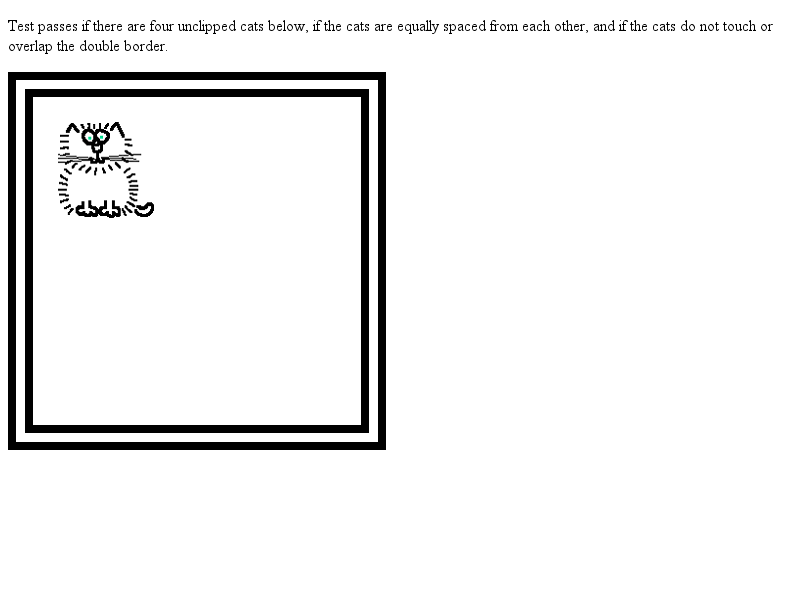 Test passes if there are four unclipped cats below, if the cats are equally spaced from each other, and if the cats do not touch or
overlap the double border.